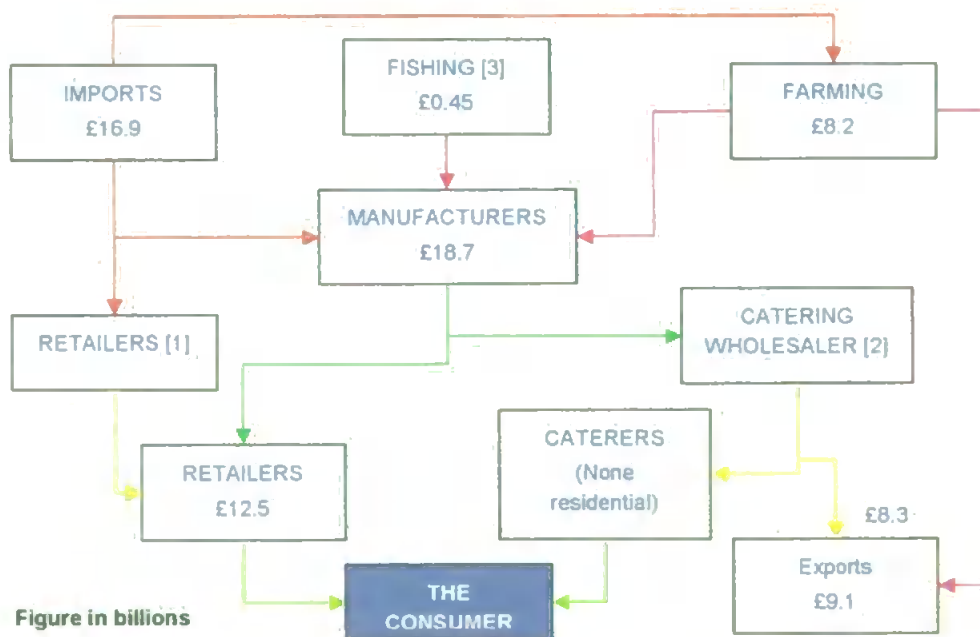 IMPORTS
£16.9
FISHING [3]
£0.45
FARMING
£8.2
MANUFACTURERS
£18.7
RETAILERS [1]
CATERING
WHOLESALER [2]
RETAILERS
£12.5
CATERERS
(None
residential)
£8.3
Exports
£9.1
THE
CONSUMER
Figure in billions